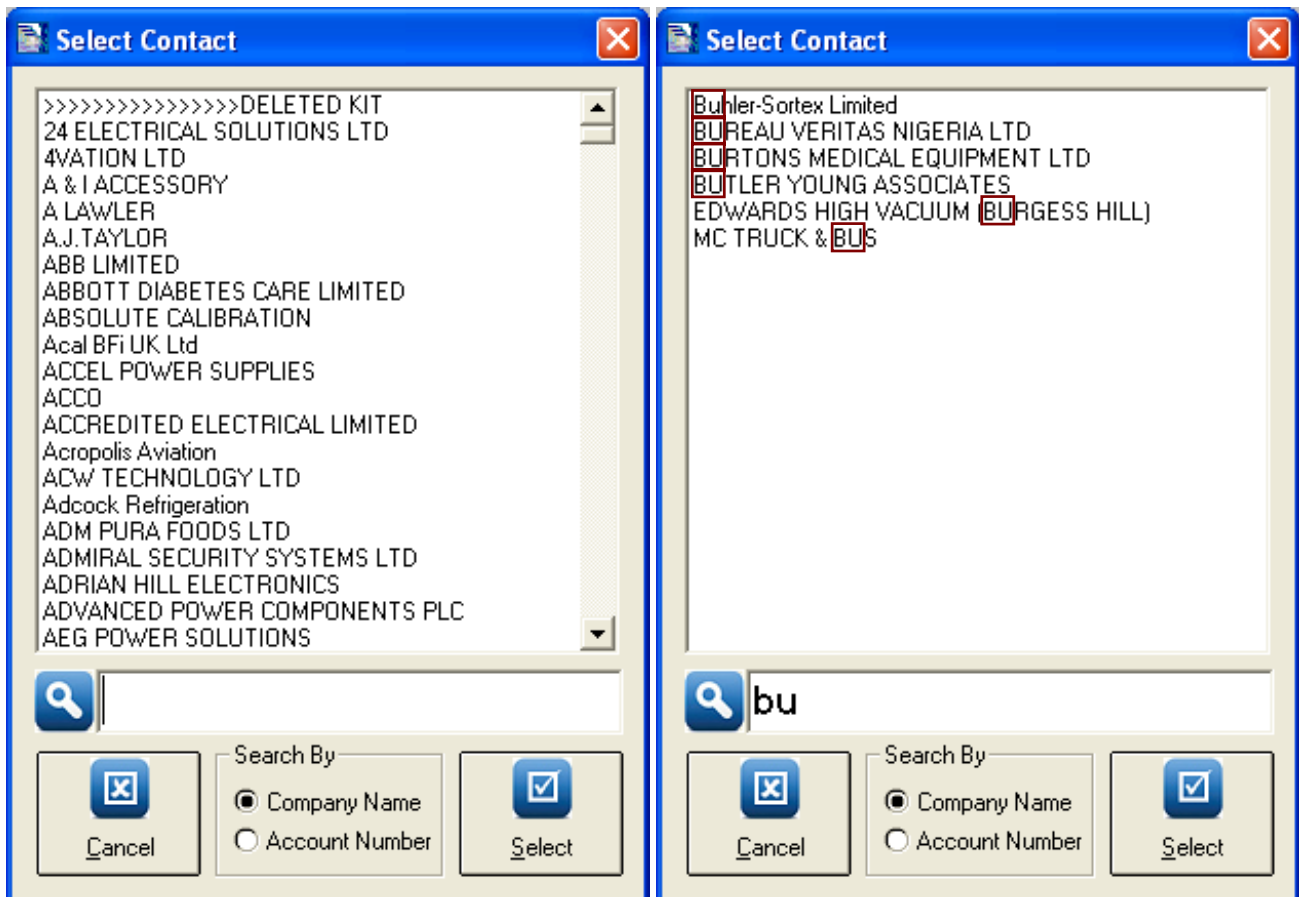 Select Contact
>>>>>>>>>>>>>>>>DELETED KIT
24 ELECTRICAL SOLUTIONS LTD
4VATION LTD
A & I ACCESSORY
A LAWLER
A.J.TAYLOR
ABB LIMITED
ABBOTT DIABETES CARE LIMITED
ABSOLUTE CALIBRATION
Acal BFi UK Ltd
ACCEL POWER SUPPLIES
ACCO
ACCREDITED ELECTRICAL LIMITED
Acropolis Aviation
ACW TECHNOLOGY LTD
Adcock Refrigeration
ADM PURA FOODS LTD
ADMIRAL SECURITY SYSTEMS LTD
ADRIAN HILL ELECTRONICS
ADVANCED POWER COMPONENTS PLC
AEG POWER SOLUTIONS
Search By
Company Name
Account Number
Cancel
Select
Select Contact
Buhler-Sortex Limited
BUREAU VERITAS NIGERIA LTD
BURTONS MEDICAL EQUIPMENT LTD
BUTLER YOUNG ASSOCIATES
EDWARDS HIGH VACUUM (BURGESS HILL)
MC TRUCK & BUS
bu
Search By
Company Name
Account Number
Cancel
Select